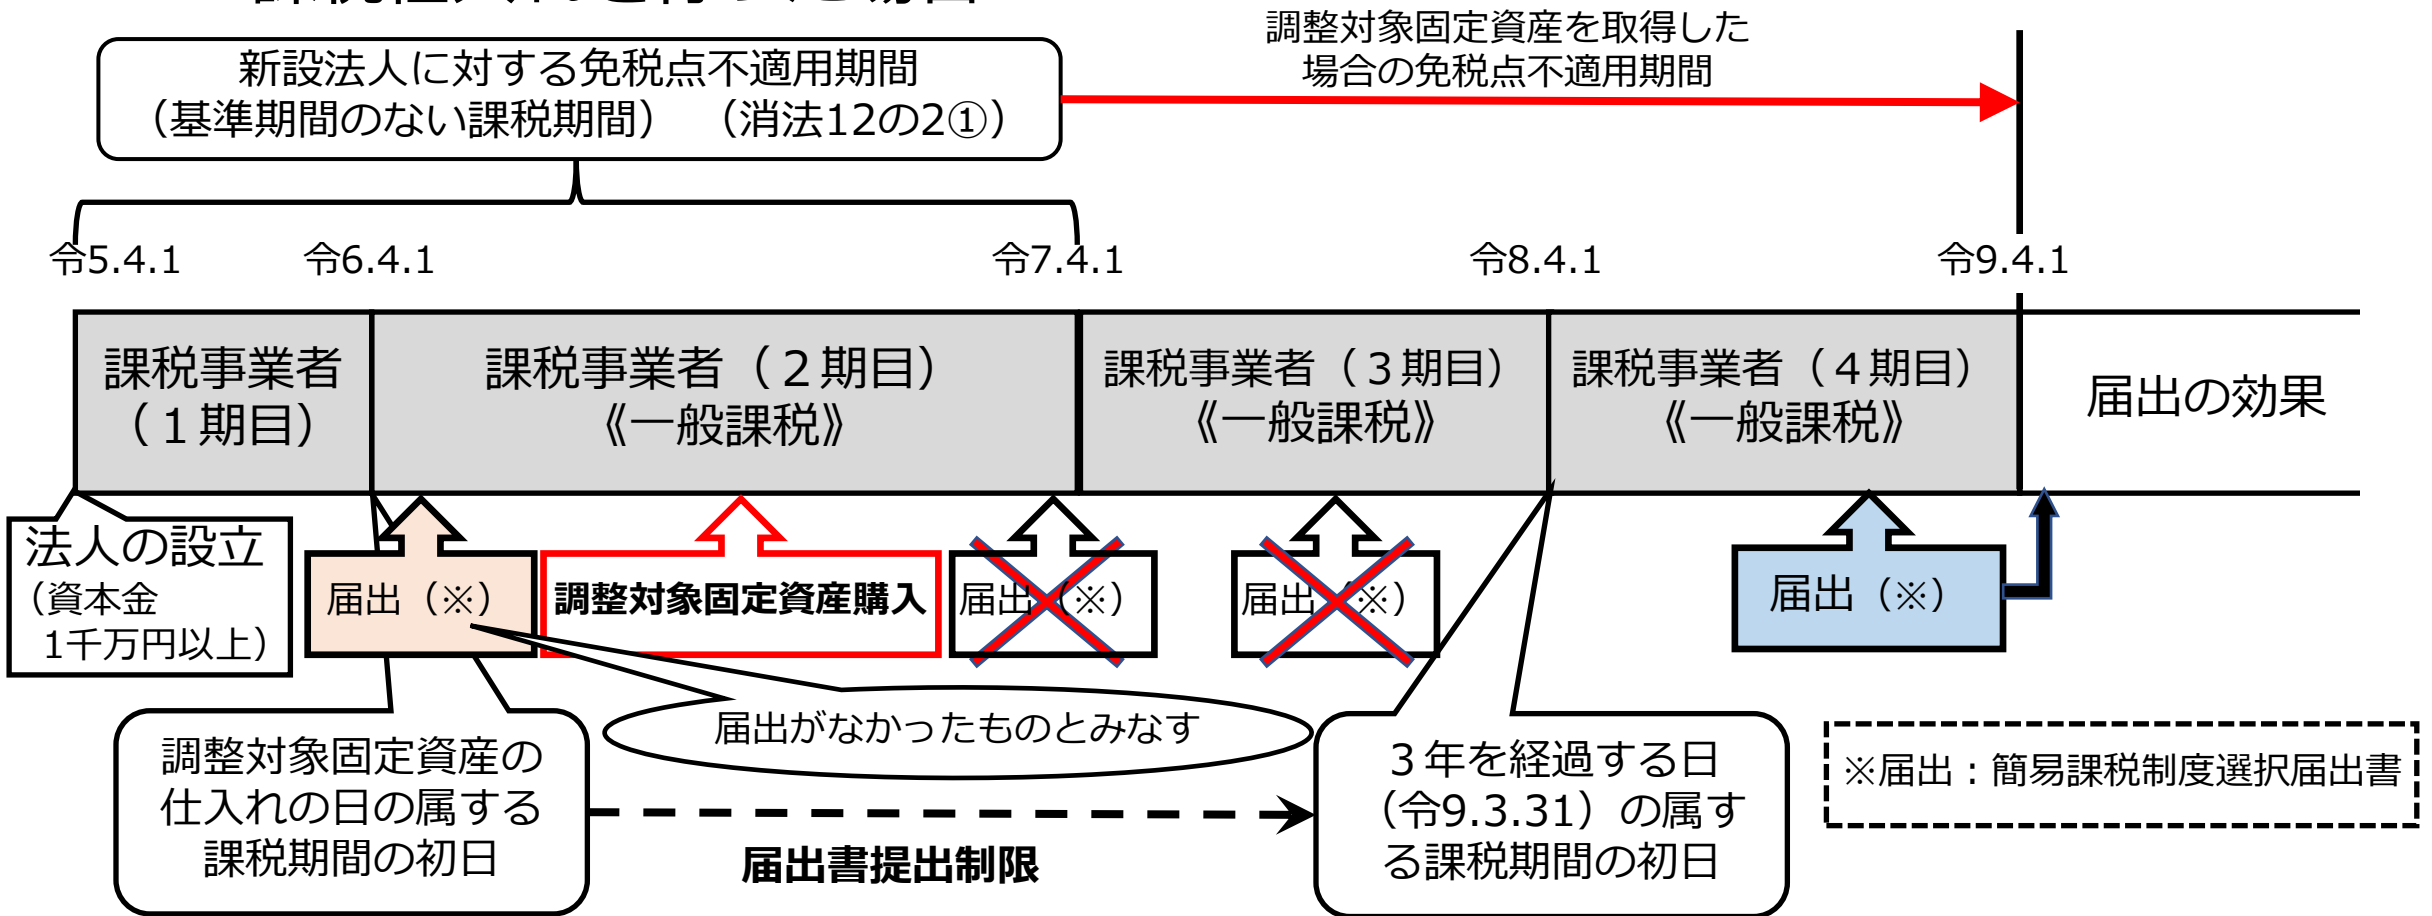 調整対象固定資産を取得した
場合の免税点不適用期間
新設法人に対する免税点不適用期間
（基準期間のない課税期間）　（消法12の2①）
令5.4.1
令6.4.1
令7.4.1
令8.4.1
令9.4.1
課税事業者
（１期目）
課税事業者（２期目）
《一般課税》
課税事業者（３期目）
《一般課税》
課税事業者（４期目）
《一般課税》
届出の効果
法人の設立
（資本金
1千万円以上）
届出（※）
調整対象固定資産購入
届出（※）
届出（※）
届出（※）
届出がなかったものとみなす
調整対象固定資産の
仕入れの日の属する
課税期間の初日
届出書提出制限
３年を経過する日
（令9.3.31）の属す
る課税期間の初日
※届出：簡易課税制度選択届出書